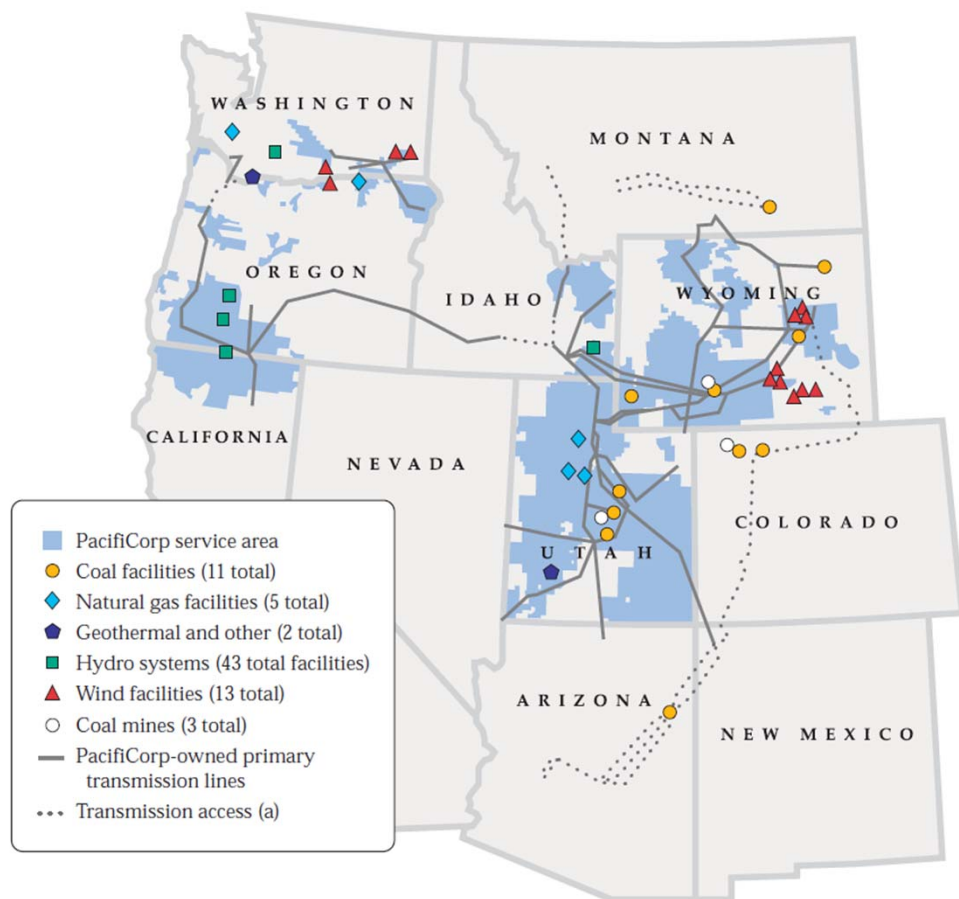 WASHINGTON
MONTANA
OREGON
IDAHO
WYOMING
CALIFORNIA
NEVADA
UTAH
COLORADO
ARIZONA
NEW MEXICO
PacifiCorp service area
Coal facilities (11 total)
Natural gas facilities (5 total)
Geothermal and other (2 total)
Hydro systems (43 total facilities)
Wind facilities (13 total)
Coal mines (3 total)
PacifiCorp-owned primary
transmission lines
Transmission access (a)